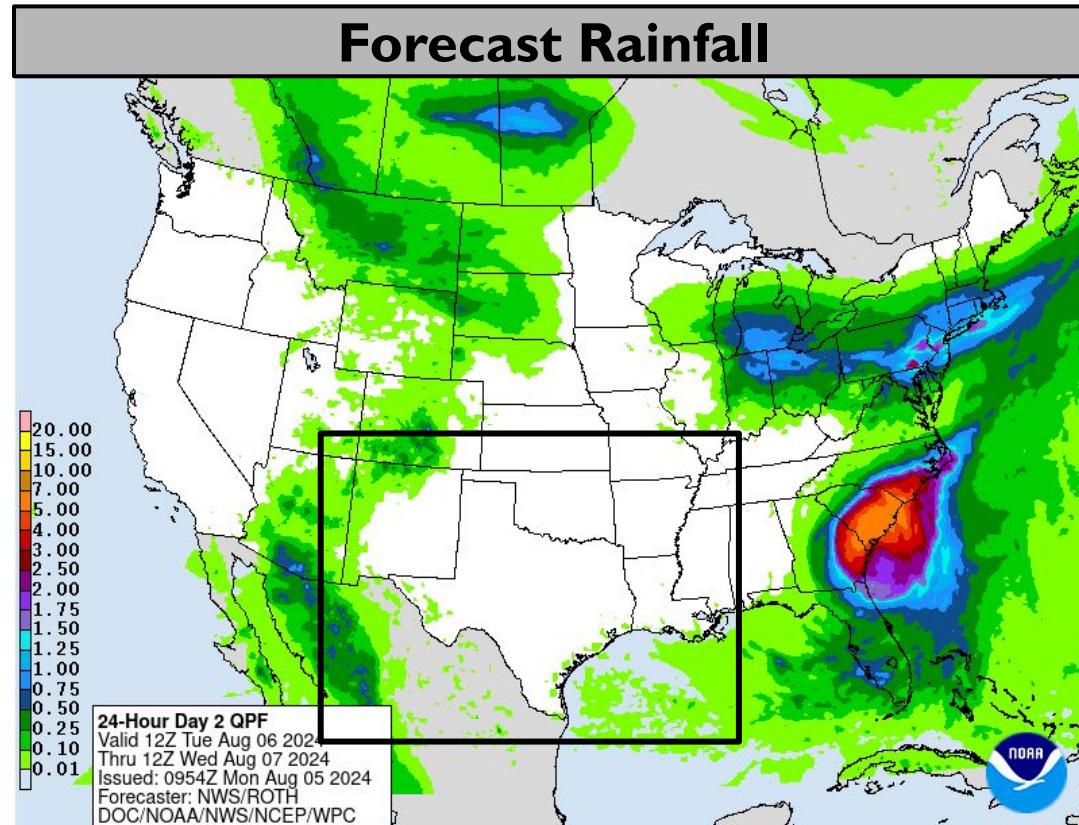 Forecast Rainfall
20.00
15.00
10.00
7.00
5.00
4.00
3.00
2.50
2.00
1.75
1.50
1.25
1.00
0.75
0.50
0.25
0.10
0.01
24-Hour Day 2 QPF
Valid 12Z Tue Aug 06 2024
Thru 12Z Wed Aug 07 2024
Issued: 0954Z Mon Aug 05 2024
Forecaster: NWS/ROTH
DOC/NOAA/NWS/NCEP/WPC
NOAA